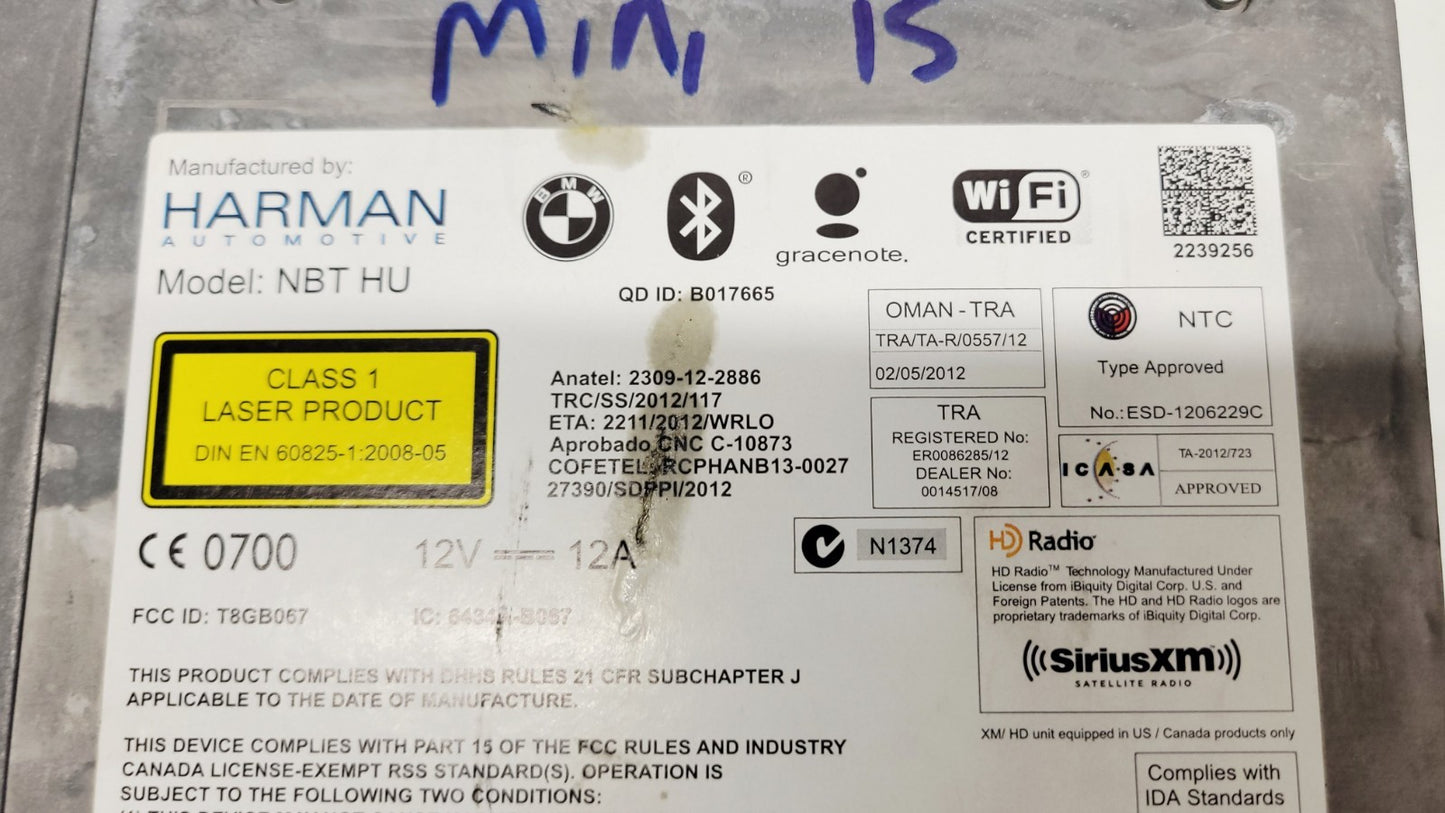 Mini 15
Manufactured by:
HARMAN
AUTOMOTIVE
Model: NBT HU
BMW
®
QD ID: B017665
gracenote.
Wi Fi ®
CERTIFIED
2239256
CLASS 1
LASER PRODUCT
DIN EN 60825-1:2008-05
Anatel: 2309-12-2886
TRC/SS/2012/117
ETA: 2211/2012/WRLO
Aprobado CNC C-10873
COFETEL: RCPHANB13-0027
27390/SDPPI/2012
OMAN - TRA
TRA/TA-R/0557/12
02/05/2012
NTC
Type Approved
No.: ESD-1206229C
TRA
REGISTERED No:
ER0086285/12
DEALER No:
0014517/08
ICASA
TA-2012/723
APPROVED
CE 0700
12V 12A
N1374
FCC ID: T8GB067
IC: 6434A-B067
HD Radio
HD Radio™ Technology Manufactured Under
License from iBiquity Digital Corp. U.S. and
Foreign Patents. The HD and HD Radio logos are
proprietary trademarks of iBiquity Digital Corp.
SiriusXM
SATELLITE RADIO
THIS PRODUCT COMPLIES WITH DHHS RULES 21 CFR SUBCHAPTER J
APPLICABLE TO THE DATE OF MANUFACTURE.
XM/ HD unit equipped in US / Canada products only
THIS DEVICE COMPLIES WITH PART 15 OF THE FCC RULES AND INDUSTRY
CANADA LICENSE-EXEMPT RSS STANDARD(S). OPERATION IS
SUBJECT TO THE FOLLOWING TWO CONDITIONS:
Complies with
IDA Standards